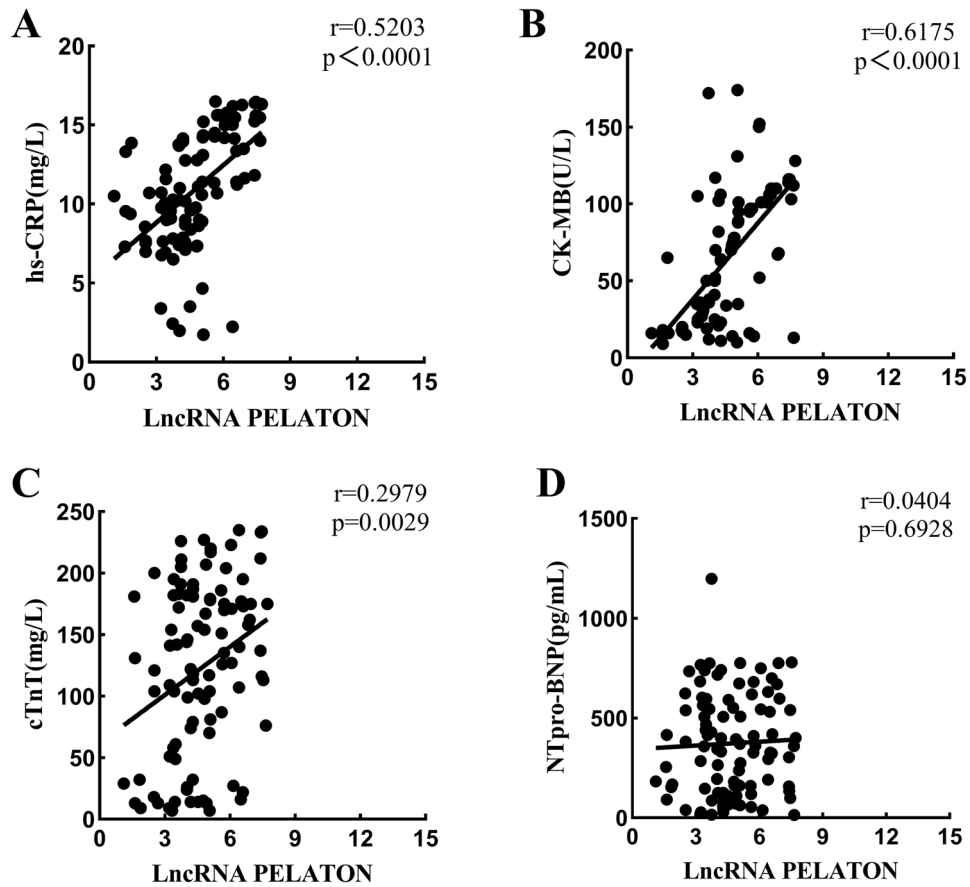 A
r=0.5203
p<0.0001
hs-CRP(mg/L)
20
15
10
5
0
0 3 6 9 12 15
LncRNA PELATON
B
r=0.6175
p<0.0001
CK-MB(U/L)
200
150
100
50
0
0 3 6 9 12 15
LncRNA PELATON
C
r=0.2979
p=0.0029
cTnT(mg/L)
250
200
150
100
50
0
0 3 6 9 12 15
LncRNA PELATON
D
r=0.0404
p=0.6928
NTpro-BNP(pg/mL)
1500
1000
500
0
0 3 6 9 12 15
LncRNA PELATON